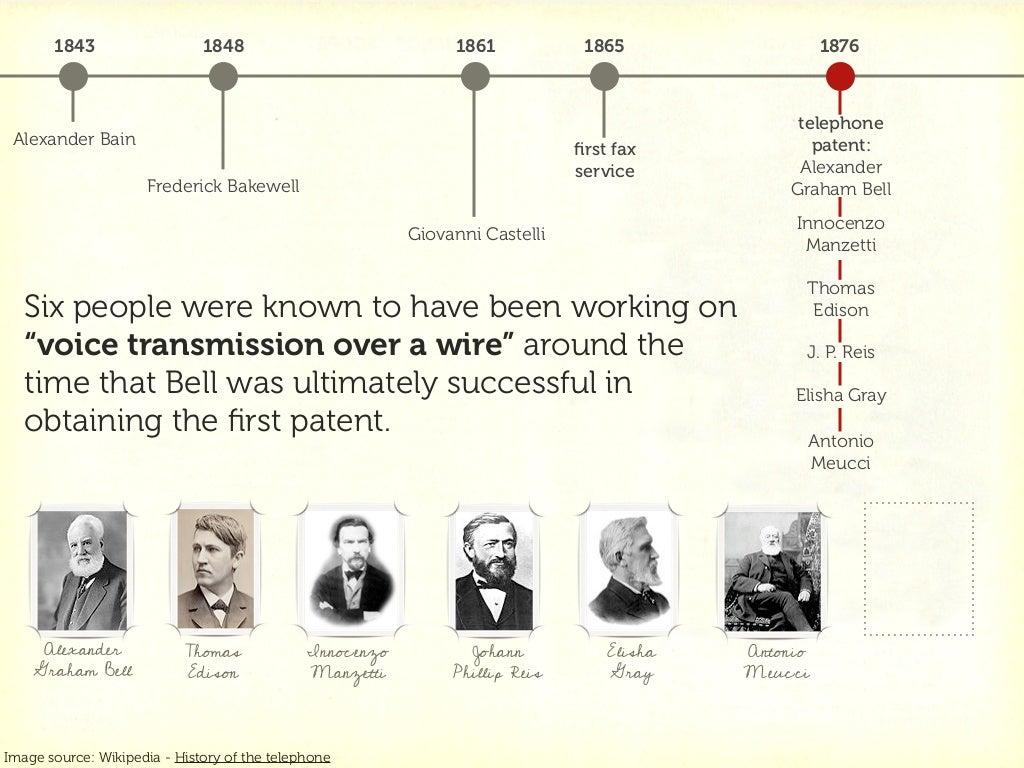 1843
1848
1861
1865
1876
Alexander Bain
Frederick Bakewell
Giovanni Castelli
first fax
service
telephone
patent:
Alexander
Graham Bell
Innocenzo
Manzetti
Thomas
Edison
J. P. Reis
Elisha Gray
Antonio
Meucci
Six people were known to have been working on
“voice transmission over a wire” around the
time that Bell was ultimately successful in
obtaining the first patent.
Alexander
Graham Bell
Thomas
Edison
Innocenzo
Manzetti
Johann
Phillip Reis
Elisha
Gray
Antonio
Meucci
Image source: Wikipedia - History of the telephone